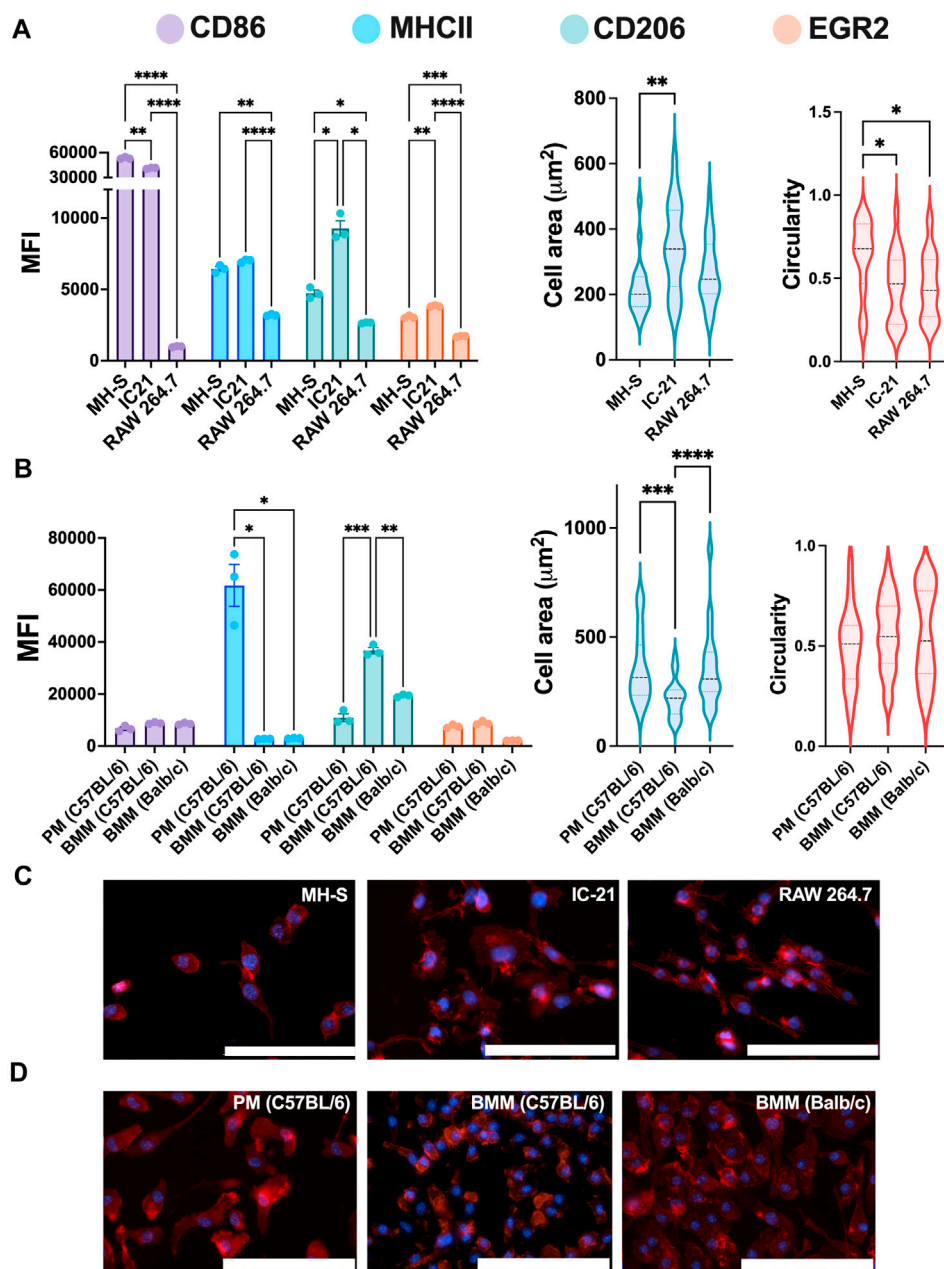 A
CD86 MHCII CD206 EGR2
**** **** **
** ****
* * *
*** ** ****
MFI
60000
30000
10000
5000
0
MH-S IC21 RAW 264.7 MH-S IC21 RAW 264.7 MH-S IC21 RAW 264.7 MH-S IC21 RAW 264.7
**
Cell area (μm²)
800
600
400
200
0
MH-S IC-21 RAW 264.7
*
*
Circularity
1.5
1.0
0.5
0.0
MH-S IC-21 RAW 264.7
B
*
*
*** **
MFI
80000
60000
40000
20000
0
PM (C57BL/6) BMM (C57BL/6) BMM (Balb/c) PM (C57BL/6) BMM (C57BL/6) BMM (Balb/c) PM (C57BL/6) BMM (C57BL/6) BMM (Balb/c) PM (C57BL/6) BMM (C57BL/6) BMM (Balb/c)
****
***
Cell area (μm²)
1000
500
0
PM (C57BL/6) BMM (C57BL/6) BMM (Balb/c)
Circularity
1.0
0.5
0.0
PM (C57BL/6) BMM (C57BL/6) BMM (Balb/c)
C
MH-S IC-21 RAW 264.7
D
PM (C57BL/6) BMM (C57BL/6) BMM (Balb/c)